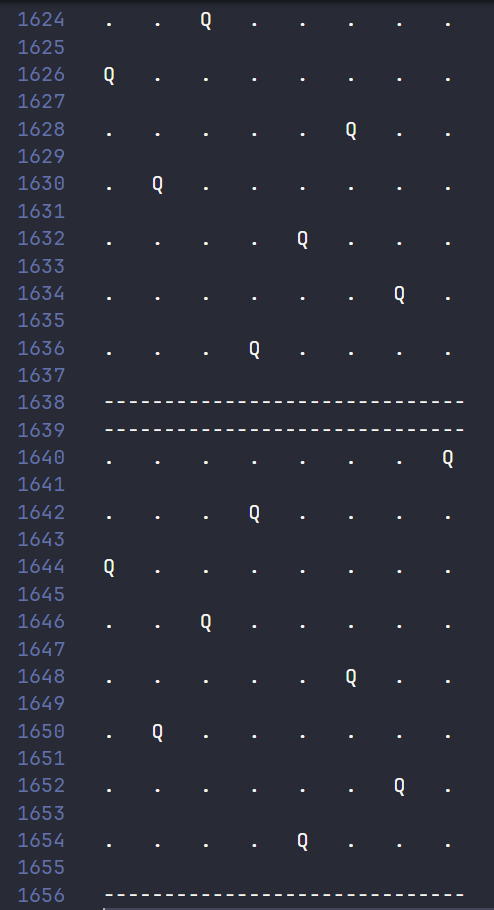 1624 . . Q . . . . .
1625
1626 Q . . . . . . .
1627
1628 . . . . . Q . .
1629
1630 . Q . . . . . .
1631
1632 . . . . Q . . .
1633
1634 . . . . . . Q .
1635
1636 . . . Q . . . .
1637
1638 ------------------------------
1639 ------------------------------
1640 . . . . . . . Q
1641
1642 . . . Q . . . .
1643
1644 Q . . . . . . .
1645
1646 . . Q . . . . .
1647
1648 . . . . . Q . .
1649
1650 . Q . . . . . .
1651
1652 . . . . . . Q .
1653
1654 . . . . Q . . .
1655
1656 ------------------------------